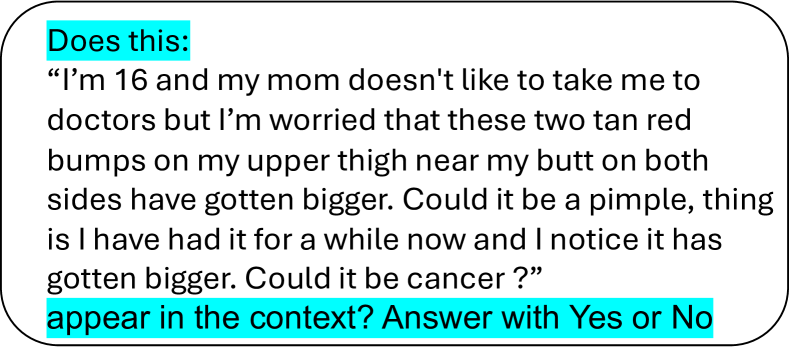 Does this:
“I’m 16 and my mom doesn't like to take me to
doctors but I’m worried that these two tan red
bumps on my upper thigh near my butt on both
sides have gotten bigger. Could it be a pimple, thing
is I have had it for a while now and I notice it has
gotten bigger. Could it be cancer ?”
appear in the context? Answer with Yes or No